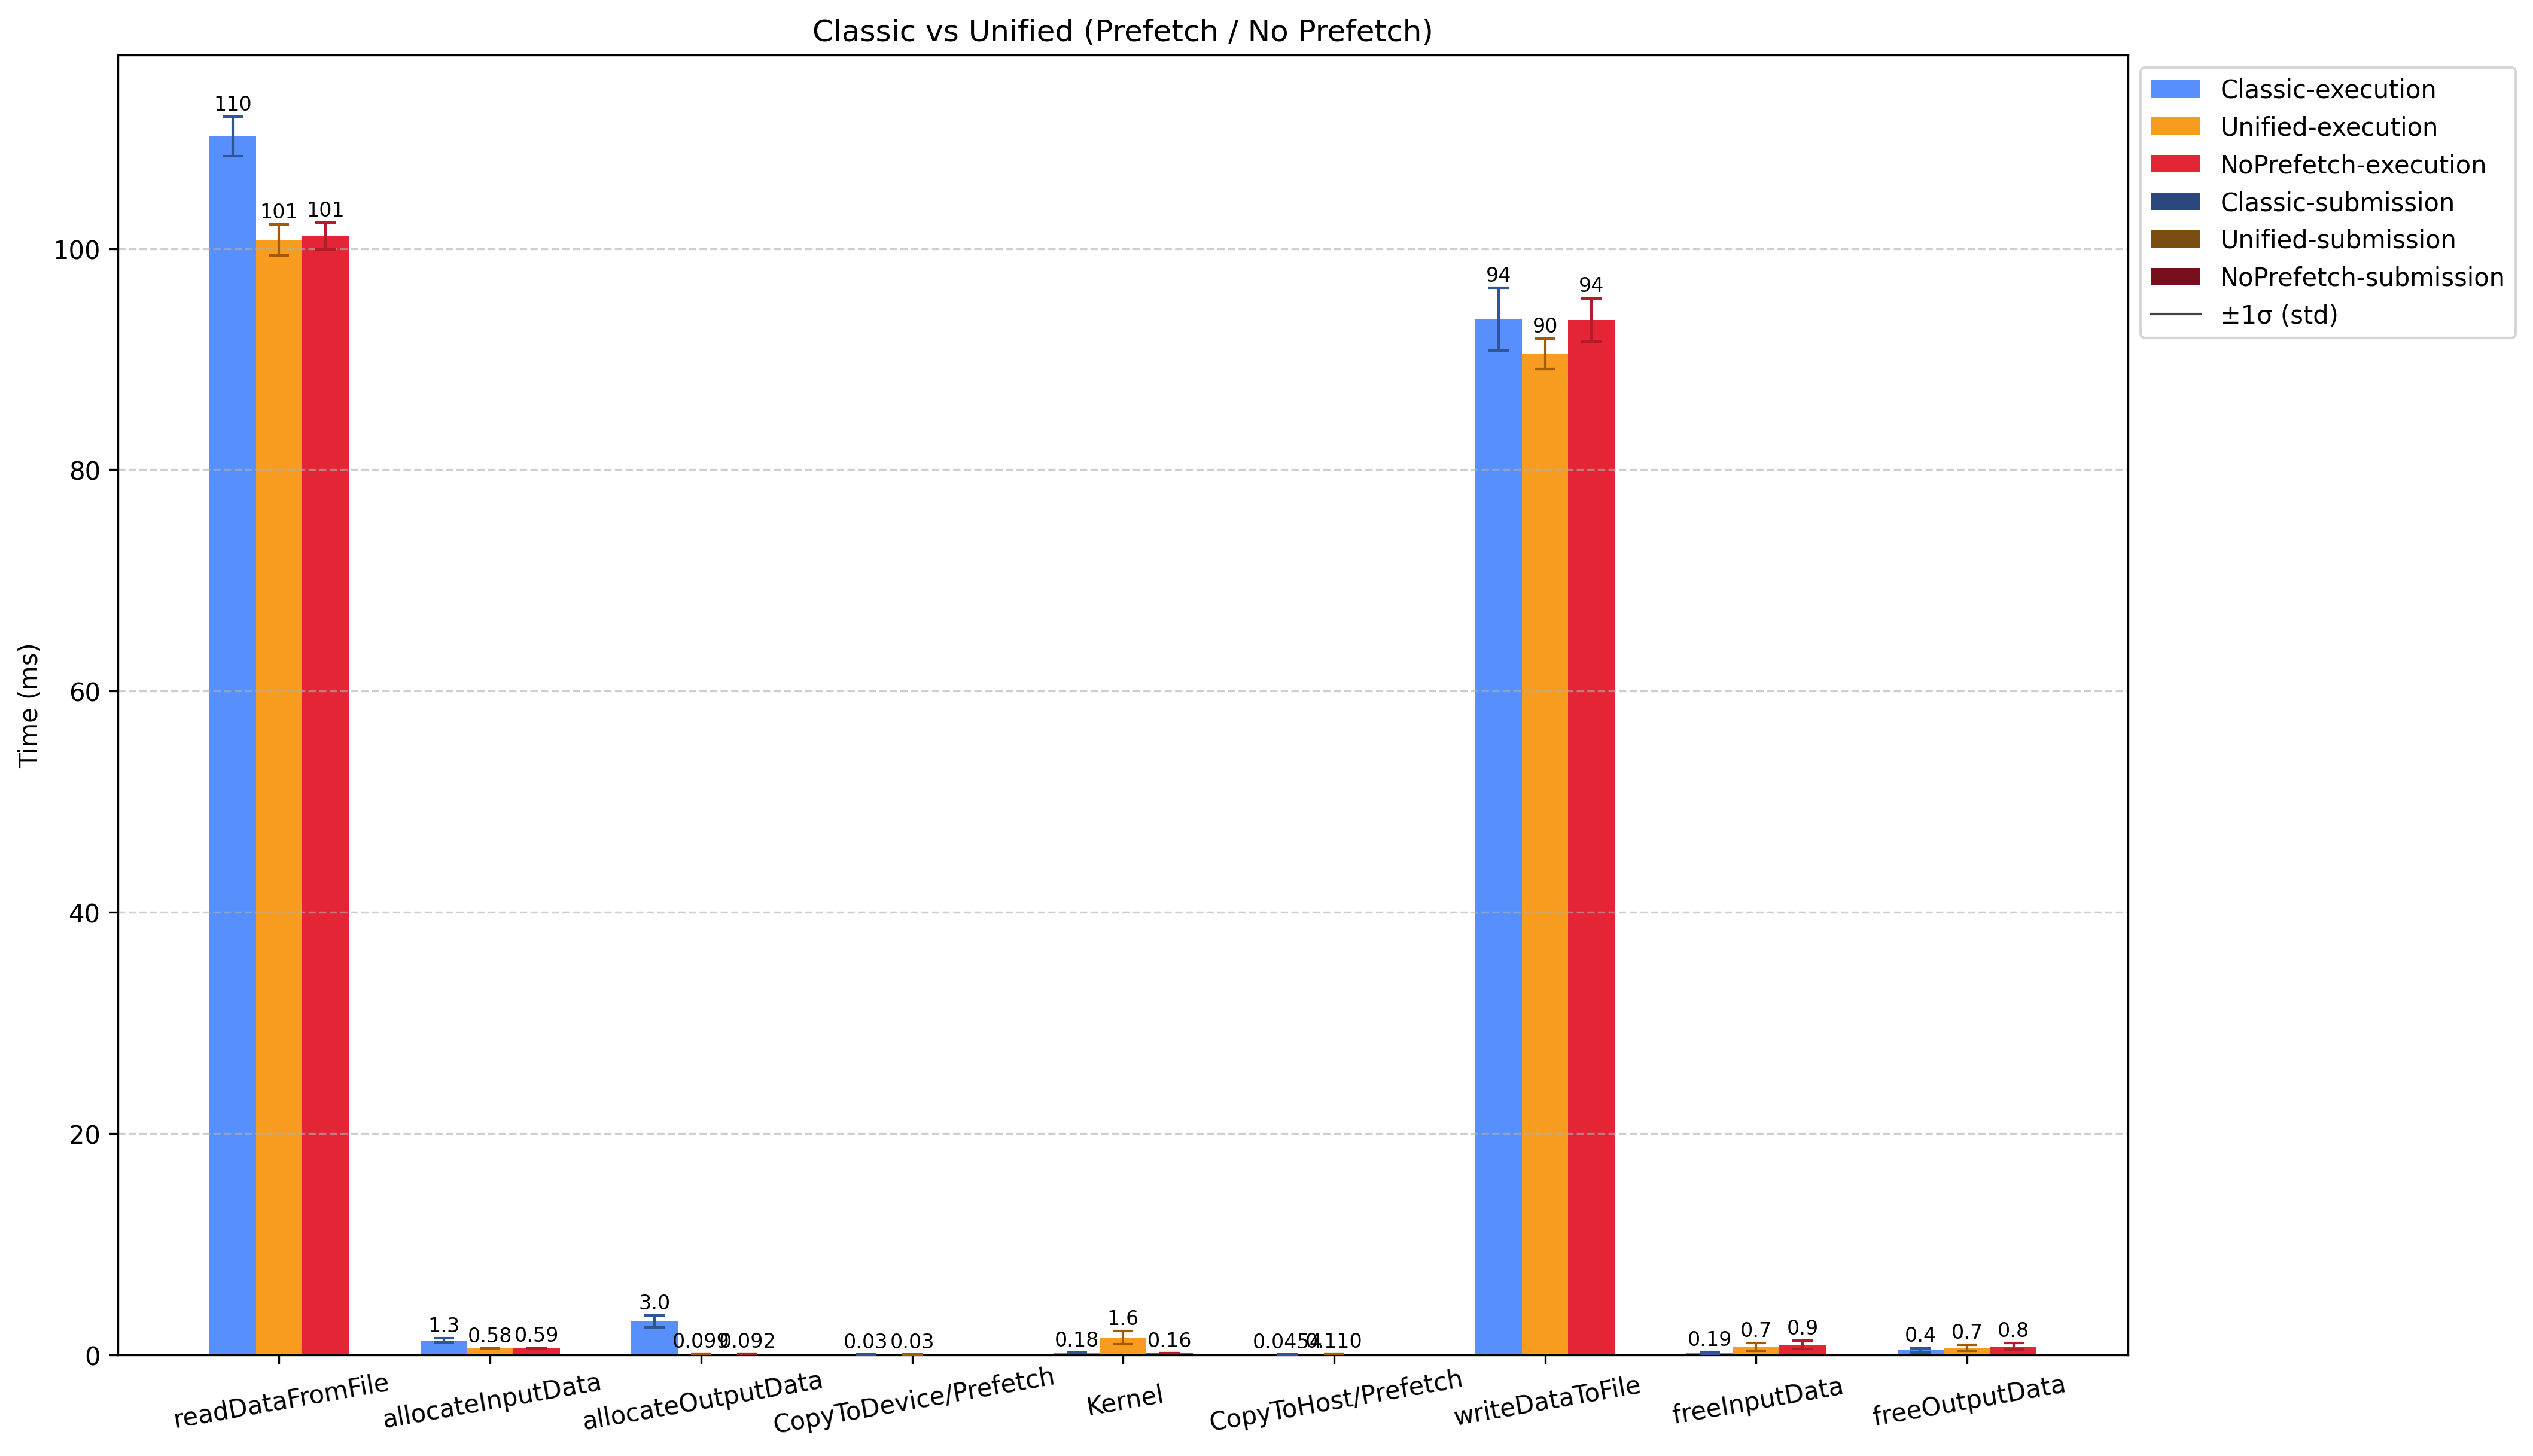 Classic vs Unified (Prefetch / No Prefetch)
Time (ms)
100
80
60
40
20
0
110
101
101
1.3
0.58
0.59
3.0
0.099
0.092
0.03
0.03
0.18
1.6
0.16
94
90
94
0.19
0.7
0.9
0.4
0.7
0.8
readDataFromFile
allocateInputData
allocateOutputData
CopyToDevice/Prefetch
Kernel
CopyToHost/Prefetch
writeDataToFile
freeInputData
freeOutputData
Classic-execution
Unified-execution
NoPrefetch-execution
Classic-submission
Unified-submission
NoPrefetch-submission
±1σ (std)